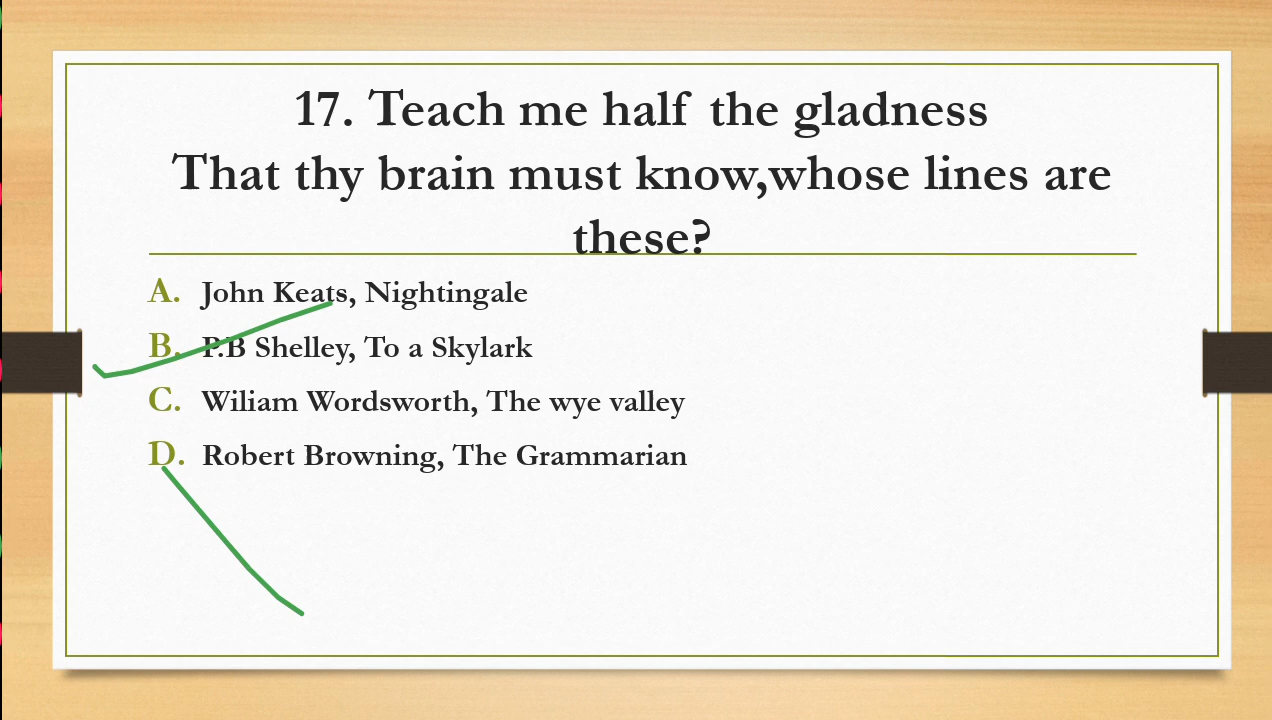 17. Teach me half the gladness
That thy brain must know,whose lines are
these?
A. John Keats, Nightingale
B. P.B Shelley, To a Skylark
C. Wiliam Wordsworth, The wye valley
D. Robert Browning, The Grammarian